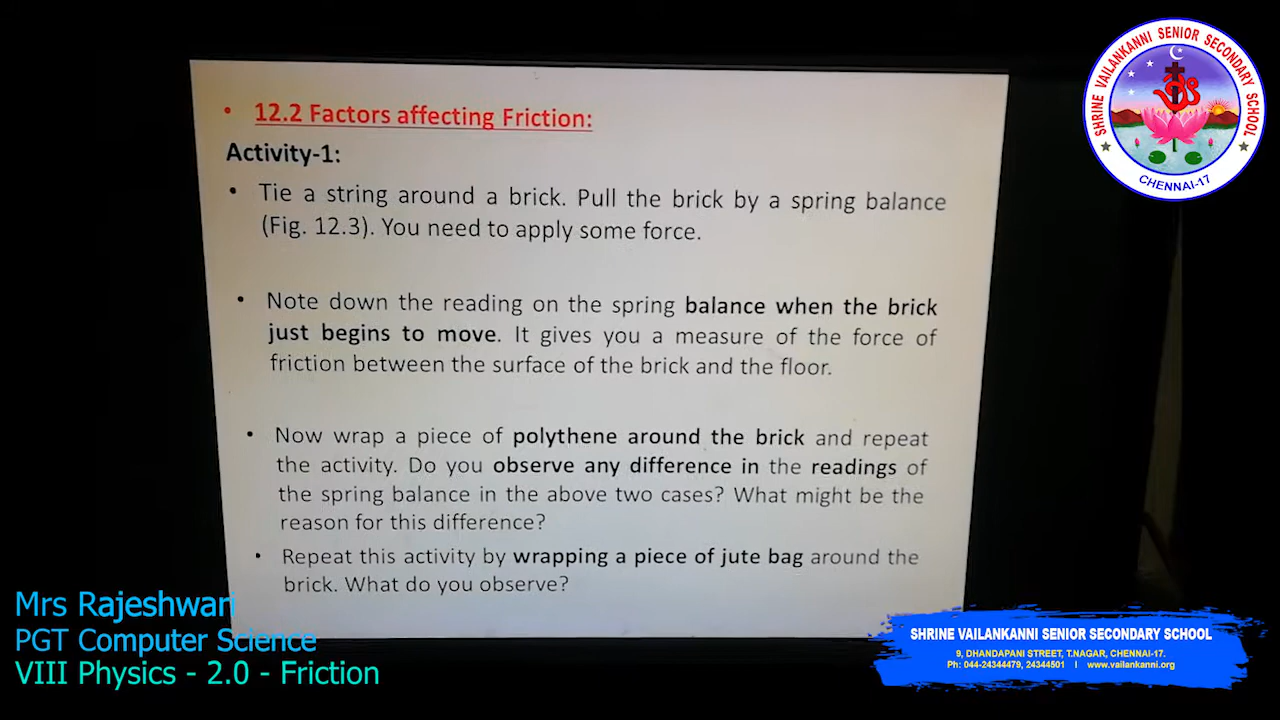 • 12.2 Factors affecting Friction:
Activity-1:
• Tie a string around a brick. Pull the brick by a spring balance
(Fig. 12.3). You need to apply some force.
• Note down the reading on the spring balance when the brick
just begins to move. It gives you a measure of the force of
friction between the surface of the brick and the floor.
• Now wrap a piece of polythene around the brick and repeat
the activity. Do you observe any difference in the readings of
the spring balance in the above two cases? What might be the
reason for this difference?
• Repeat this activity by wrapping a piece of jute bag around the
brick. What do you observe?
SHRINE VAILANKANNI SENIOR SECONDARY SCHOOL
CHENNAI-17
Mrs Rajeshwari
PGT Computer Science
VIII Physics - 2.0 - Friction
SHRINE VAILANKANNI SENIOR SECONDARY SCHOOL
9, DHANDAPANI STREET, T.NAGAR, CHENNAI-17.
Ph: 044-24344479, 24344501 I www.vailankanni.org